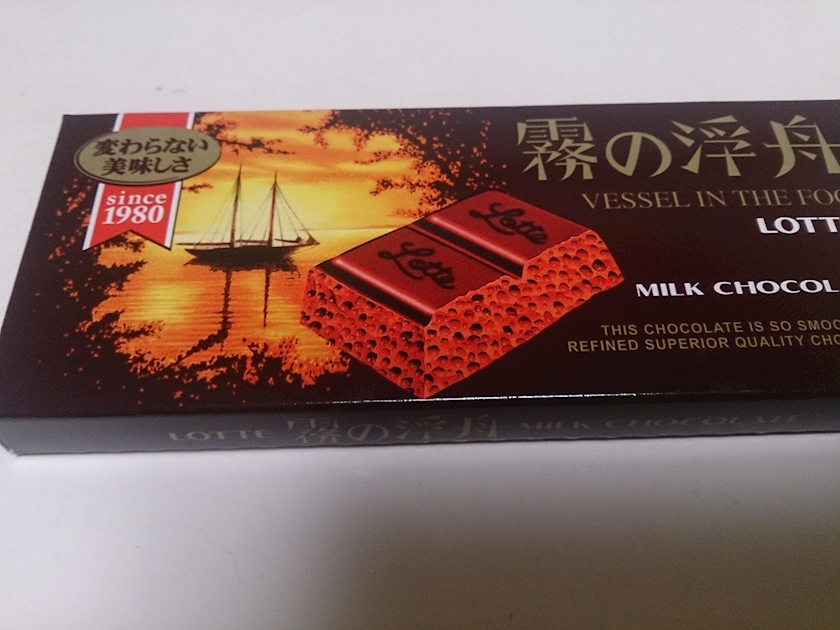 変わらない
美味しさ
since
1980
霧の浮舟
VESSEL IN THE FO
LOTT
MILK CHOCOL
Lotte
Lotte
THIS CHOCOLATE IS SO SMOO
REFINED SUPERIOR QUALITY CHO
LOTTE 霧の浮舟 MILK CHOCOLATE